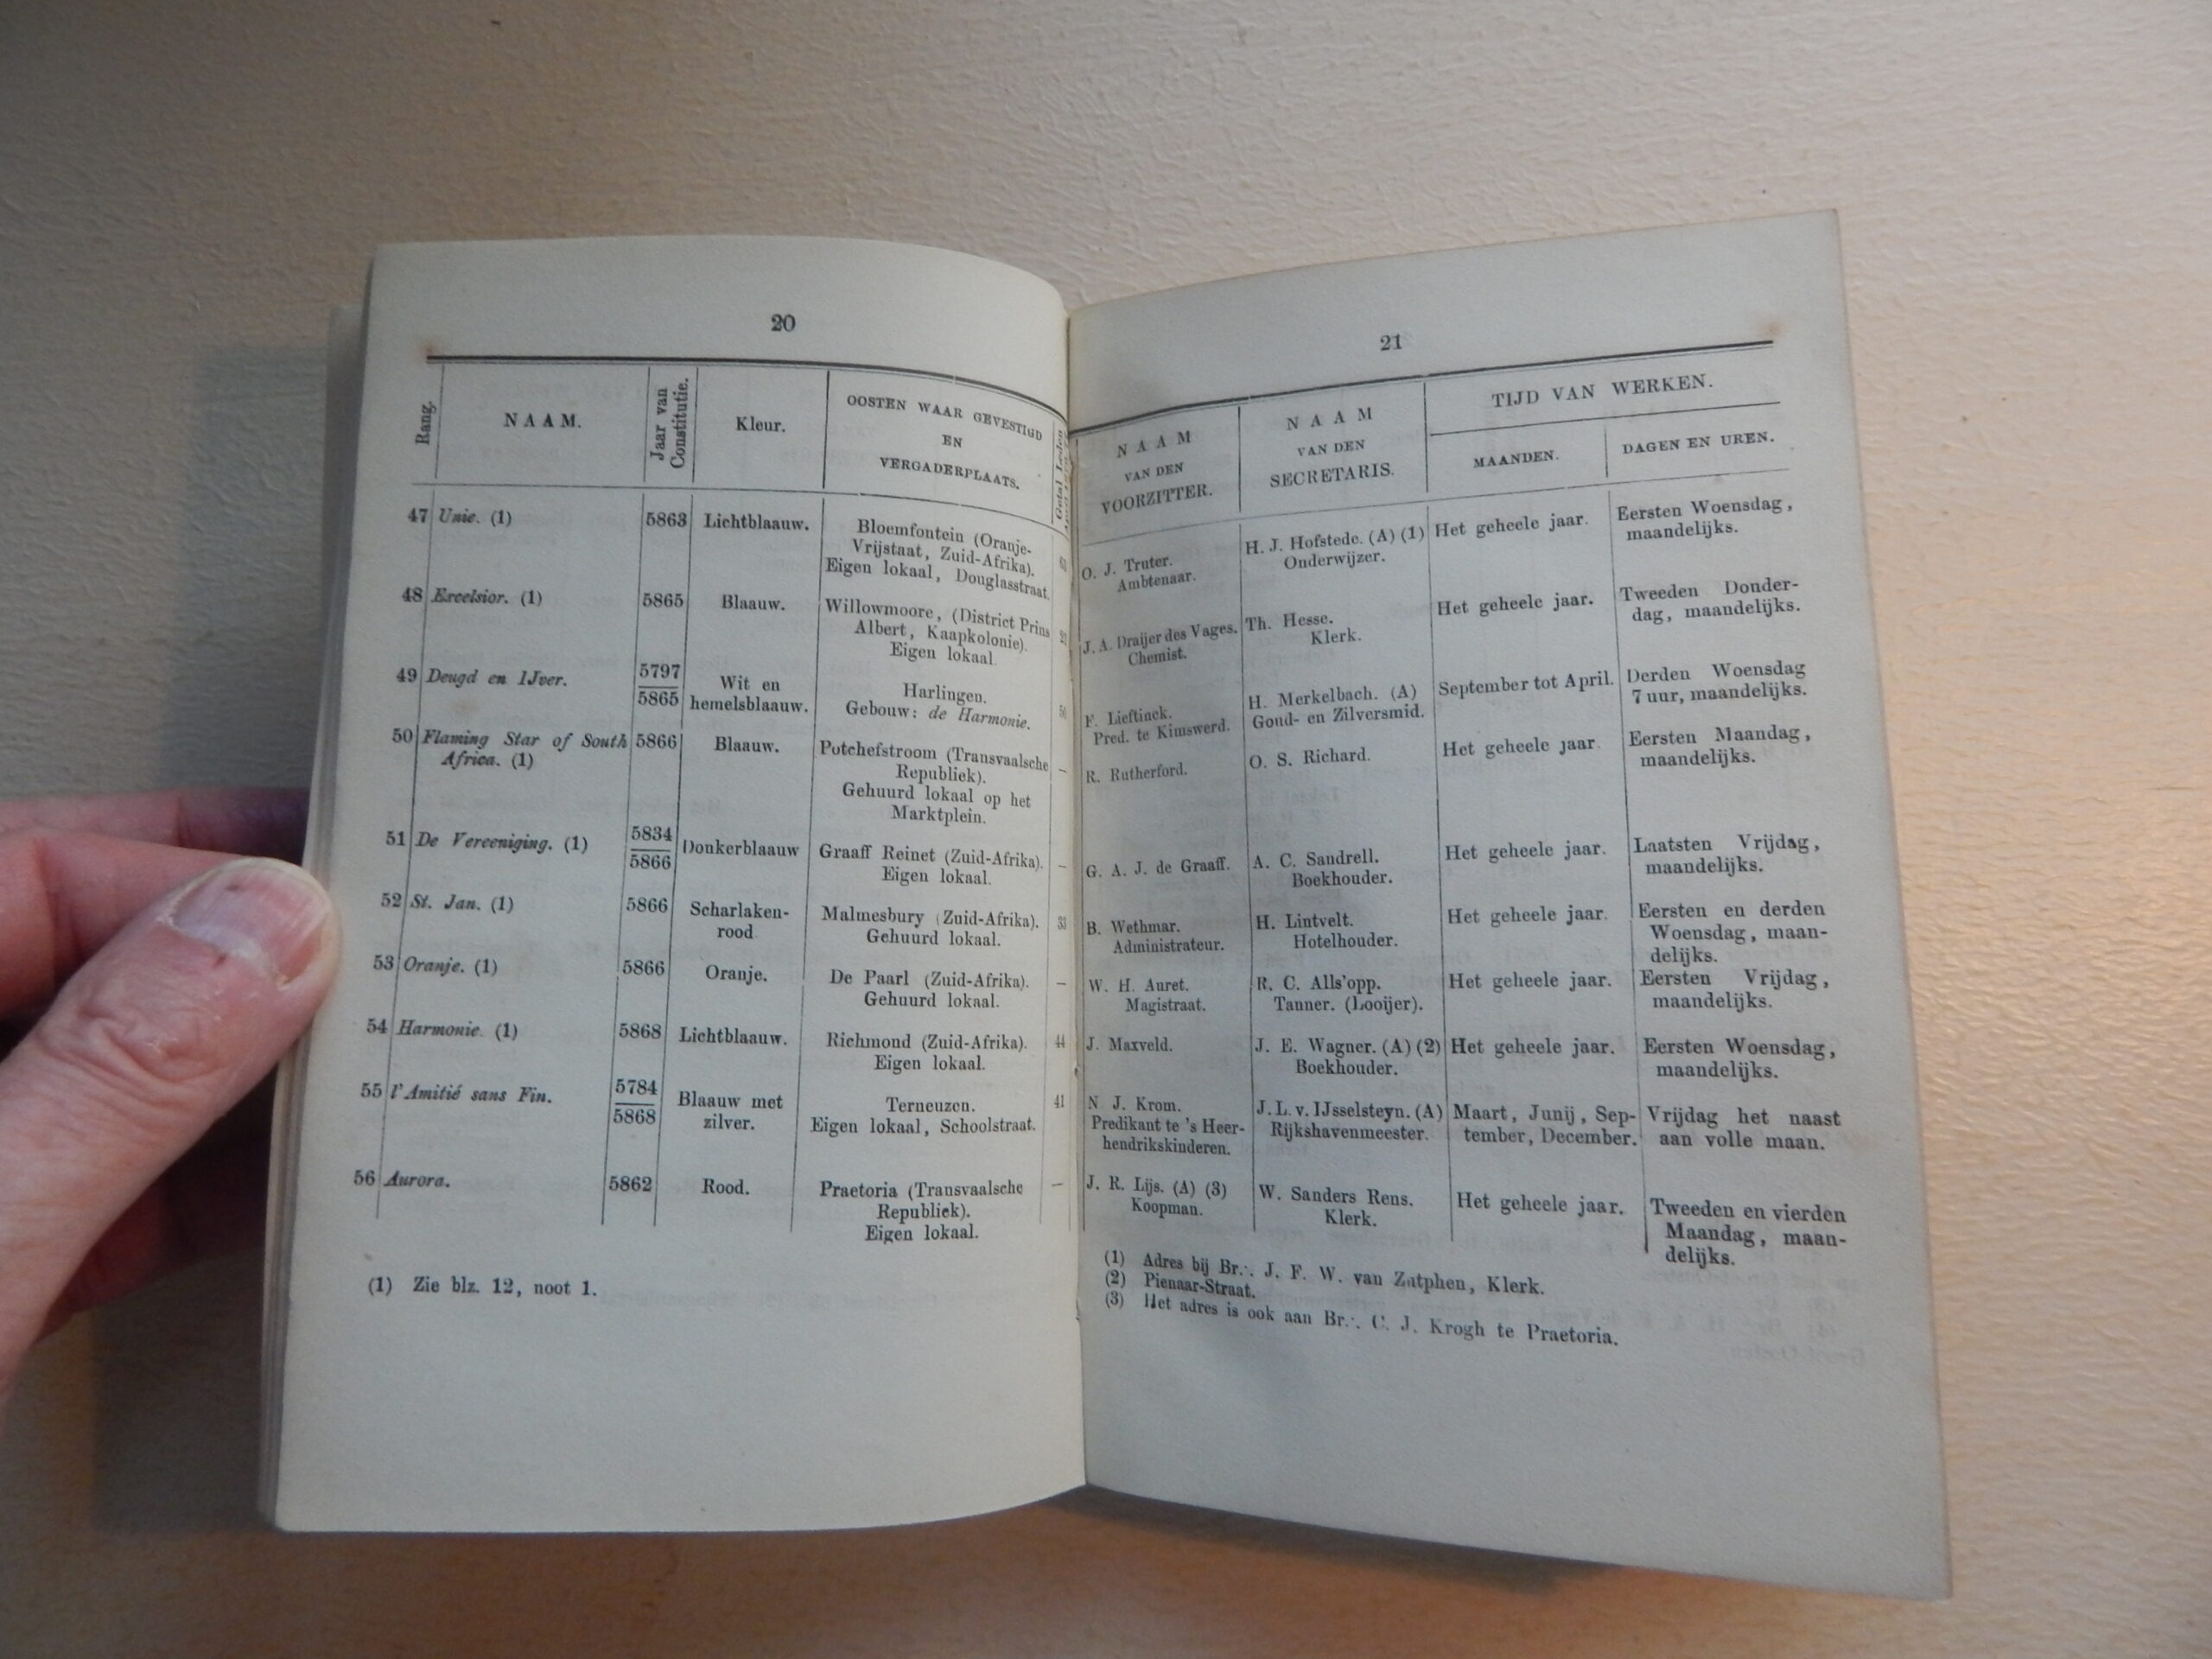 20
Rang.
NAAM.
Jaar van
Constitutie.
Kleur.
OOSTEN WAAR GEVESTIGD
EN
VERGADERPLAATS.
Getal Leden
47 Unie. (1) 5863 Lichtblaauw. Bloemfontein (Oranje-
Vrijstaat, Zuid-Afrika).
Eigen lokaal, Douglasstraat.
48 Excelsior. (1) 5865 Blaauw. Willowmoore, (District Prins
Albert, Kaapkolonie).
Eigen lokaal
49 Deugd en IJver. 5797
5865 Wit en
hemelsblaauw. Harlingen.
Gebouw: de Harmonie.
50 Flaming Star of South
Africa. (1) 5866 Blaauw. Potchefstroom (Transvaalsche
Republiek).
Gehuurd lokaal op het
Marktplein. —
51 De Vereeniging. (1) 5834
5866 Donkerblaauw Graaff Reinet (Zuid-Afrika).
Eigen lokaal. —
52 St. Jan. (1) 5866 Scharlaken-
rood Malmesbury (Zuid-Afrika).
Gehuurd lokaal. 33
53 Oranje. (1) 5866 Oranje. De Paarl (Zuid-Afrika).
Gehuurd lokaal. —
54 Harmonie. (1) 5868 Lichtblaauw. Richmond (Zuid-Afrika).
Eigen lokaal. 44
55 l'Amitié sans Fin. 5784
5868 Blaauw met
zilver. Terneuzen.
Eigen lokaal, Schoolstraat. 41
56 Aurora. 5862 Rood. Praetoria (Transvaalsche
Republiek).
Eigen lokaal. —
(1) Zie blz. 12, noot 1.
21
NAAM
VAN DEN
VOORZITTER.
NAAM
VAN DEN
SECRETARIS.
TIJD VAN WERKEN.
MAANDEN.
DAGEN EN UREN.
O. J. Truter.
Ambtenaar. H. J. Hofstede. (A) (1)
Onderwijzer. Het geheele jaar. Eersten Woensdag,
maandelijks.
J. A. Draijer des Vages.
Chemist. Th. Hesse.
Klerk. Het geheele jaar. Tweeden Donder-
dag, maandelijks.
F. Lieftinck.
Pred. te Kimswerd. H. Merkelbach. (A)
Goud- en Zilversmid. September tot April. Derden Woensdag
7 uur, maandelijks.
R. Rutherford. O. S. Richard. Het geheele jaar. Eersten Maandag,
maandelijks.
G. A. J. de Graaff. A. C. Saudrell.
Boekhouder. Het geheele jaar. Laatsten Vrijdag,
maandelijks.
B. Wethmar.
Administrateur. H. Lintvelt.
Hotelhouder. Het geheele jaar. Eersten en derden
Woensdag, maan-
delijks.
W. H. Auret.
Magistraat. R. C. Alls'opp.
Tanner. (Looijer). Het geheele jaar. Eersten Vrijdag,
maandelijks.
J. Maxveld. J. E. Wagner. (A) (2)
Boekhouder. Het geheele jaar. Eersten Woensdag,
maandelijks.
N J. Krom.
Predikant te 's Heer-
hendrikskinderen. J. L. v. IJsselsteyn. (A)
Rijkshavenmeester. Maart, Junij, Sep-
tember, December. Vrijdag het naast
aan volle maan.
J. R. Lijs. (A) (3)
Koopman. W. Sanders Rens.
Klerk. Het geheele jaar. Tweeden en vierden
Maandag, maan-
delijks.
(1) Adres bij Br∴ J. F. W. van Zutphen, Klerk.
(2) Pienaar-Straat.
(3) Het adres is ook aan Br∴ C. J. Krogh te Praetoria.